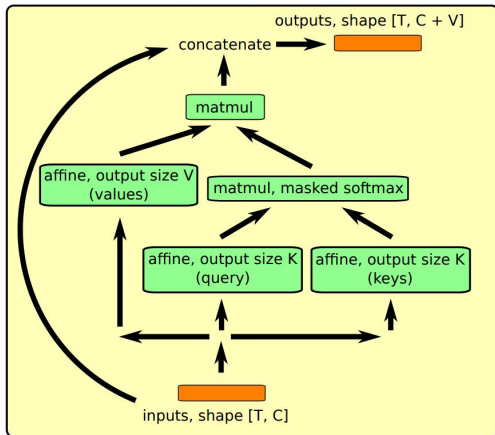 outputs, shape [T, C + V]
concatenate
matmul
affine, output size V
(values)
matmul, masked softmax
affine, output size K
(query)
affine, output size K
(keys)
inputs, shape [T, C]